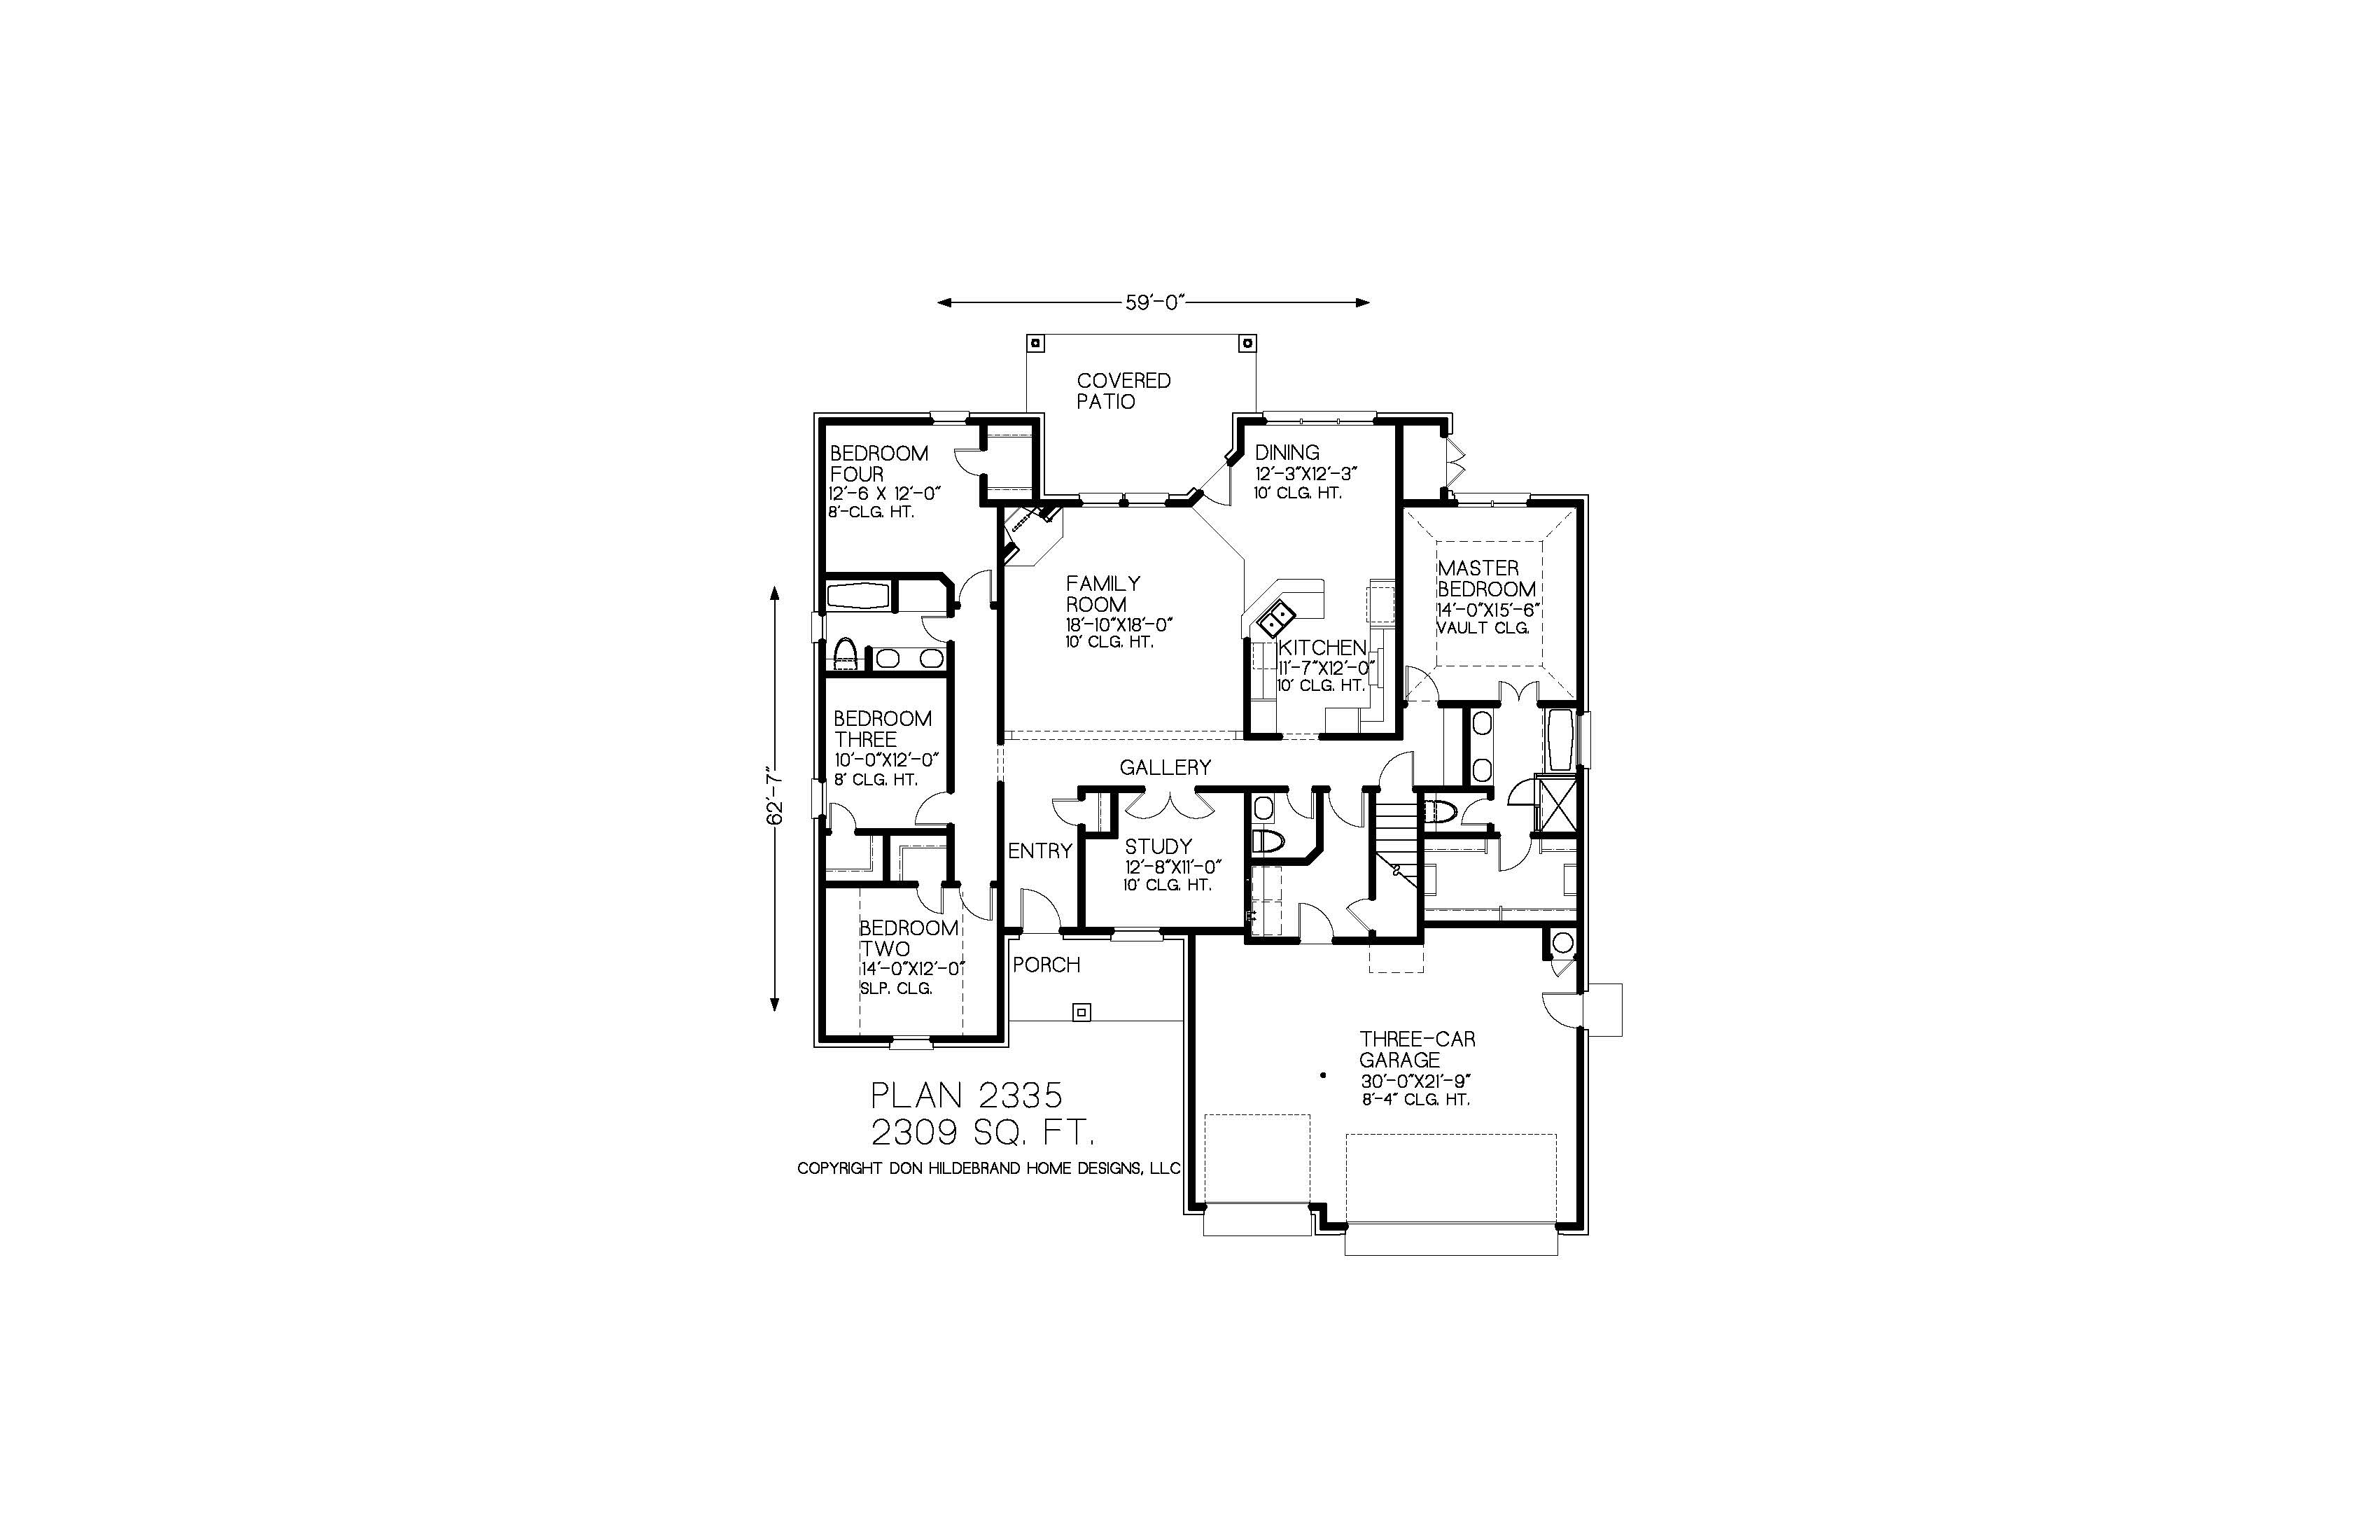 59'-0"
COVERED
PATIO
BEDROOM
FOUR
12'-6 X 12'-0"
8'-CLG. HT.
DINING
12'-3"X12'-3"
10' CLG. HT.
FAMILY
ROOM
18'-10"X18'-0"
10' CLG. HT.
MASTER
BEDROOM
14'-0"X15'-6"
VAULT CLG.
KITCHEN
11'-7"X12'-0"
10' CLG. HT.
BEDROOM
THREE
10'-0"X12'-0"
8' CLG. HT.
62'-7"
GALLERY
ENTRY
STUDY
12'-8"X11'-0"
10' CLG. HT.
BEDROOM
TWO
14'-0"X12'-0"
SLP. CLG.
PORCH
THREE-CAR
GARAGE
30'-0"X21'-9"
8'-4" CLG. HT.
PLAN 2335
2309 SQ. FT.
COPYRIGHT DON HILDEBRAND HOME DESIGNS, LLC